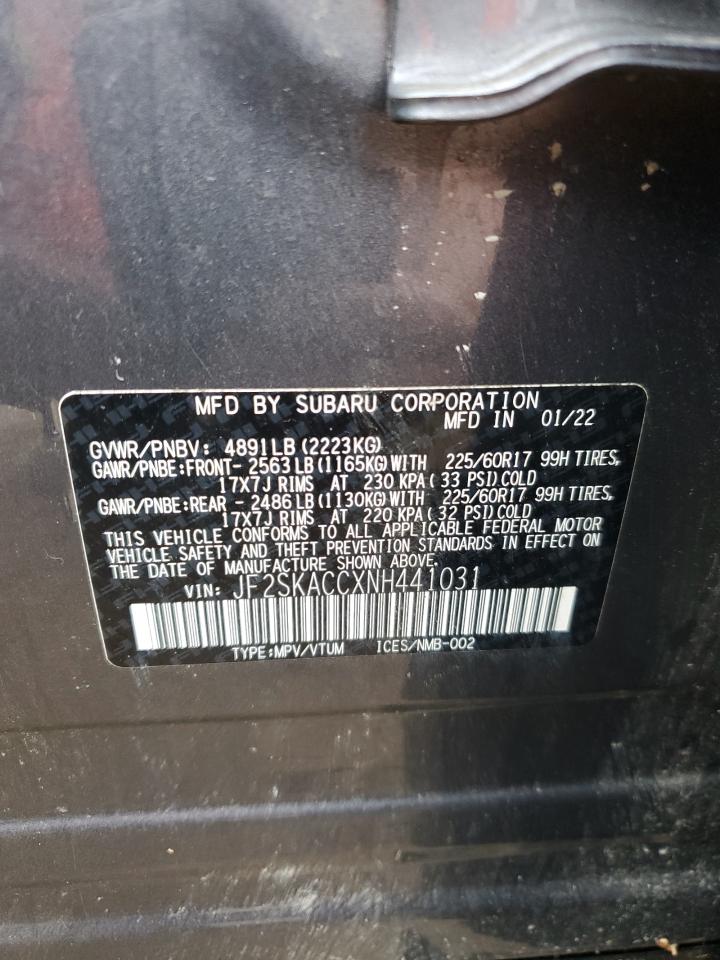 MFD BY SUBARU CORPORATION
MFD IN 01/22
GVWR/PNBV: 4891LB (2223KG)
GAWR/PNBE:FRONT- 2563LB (1165KG)WITH 225/60R17 99H TIRES,
17X7J RIMS AT 230 KPA (33 PSI)COLD
GAWR/PNBE:REAR - 2486LB (1130KG)WITH 225/60R17 99H TIRES,
17X7J RIMS AT 220 KPA (32 PSI)COLD
THIS VEHICLE CONFORMS TO ALL APPLICABLE FEDERAL MOTOR
VEHICLE SAFETY AND THEFT PREVENTION STANDARDS IN EFFECT ON
THE DATE OF MANUFACTURE SHOWN ABOVE.
VIN: JF2SKACCXNH441031
TYPE:MPV/VTUM ICES/NMB-002